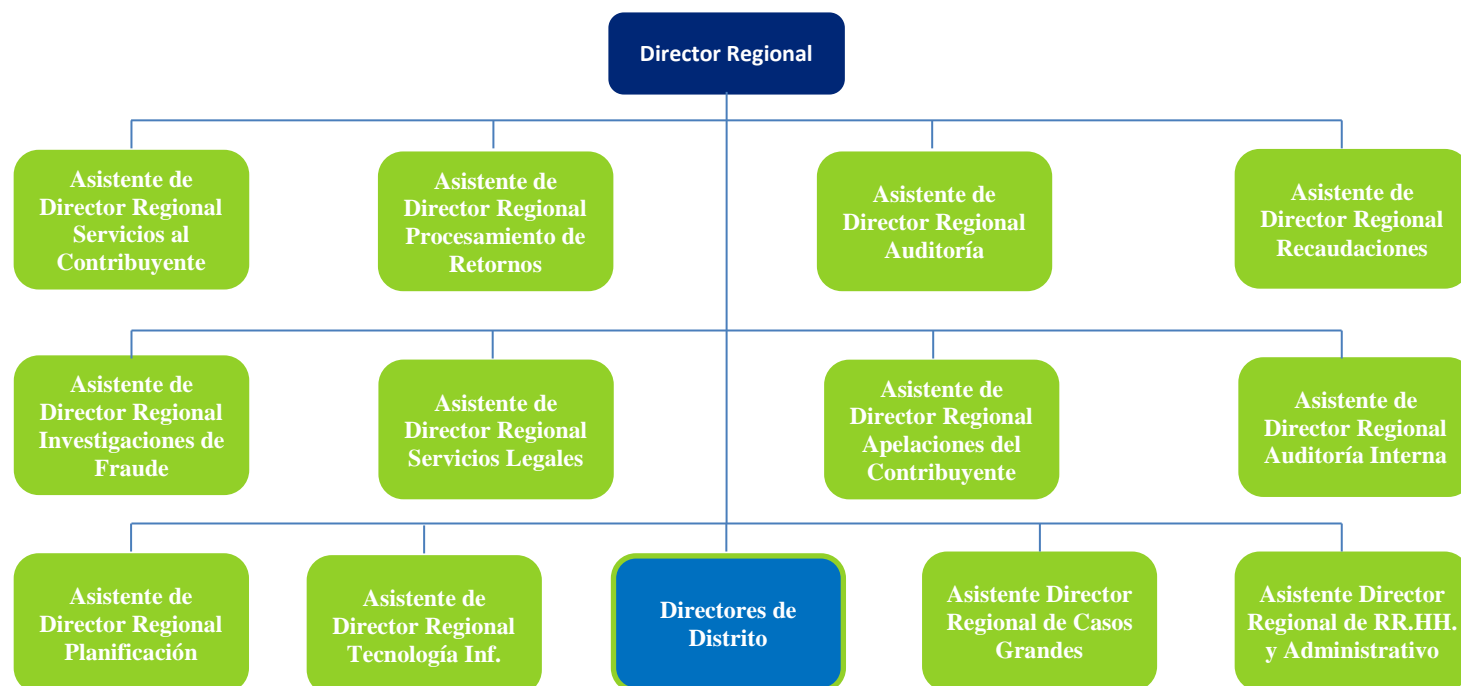 Director Regional
Asistente de
Director Regional
Servicios al
Contribuyente
Asistente de
Director Regional
Procesamiento de
Retornos
Asistente de
Director Regional
Auditoría
Asistente de
Director Regional
Recaudaciones
Asistente de
Director Regional
Investigaciones de
Fraude
Asistente de
Director Regional
Servicios Legales
Asistente de
Director Regional
Apelaciones del
Contribuyente
Asistente de
Director Regional
Auditoría Interna
Asistente de
Director Regional
Planificación
Asistente de
Director Regional
Tecnología Inf.
Directores de
Distrito
Asistente Director
Regional de Casos
Grandes
Asistente Director
Regional de RR.HH.
y Administrativo